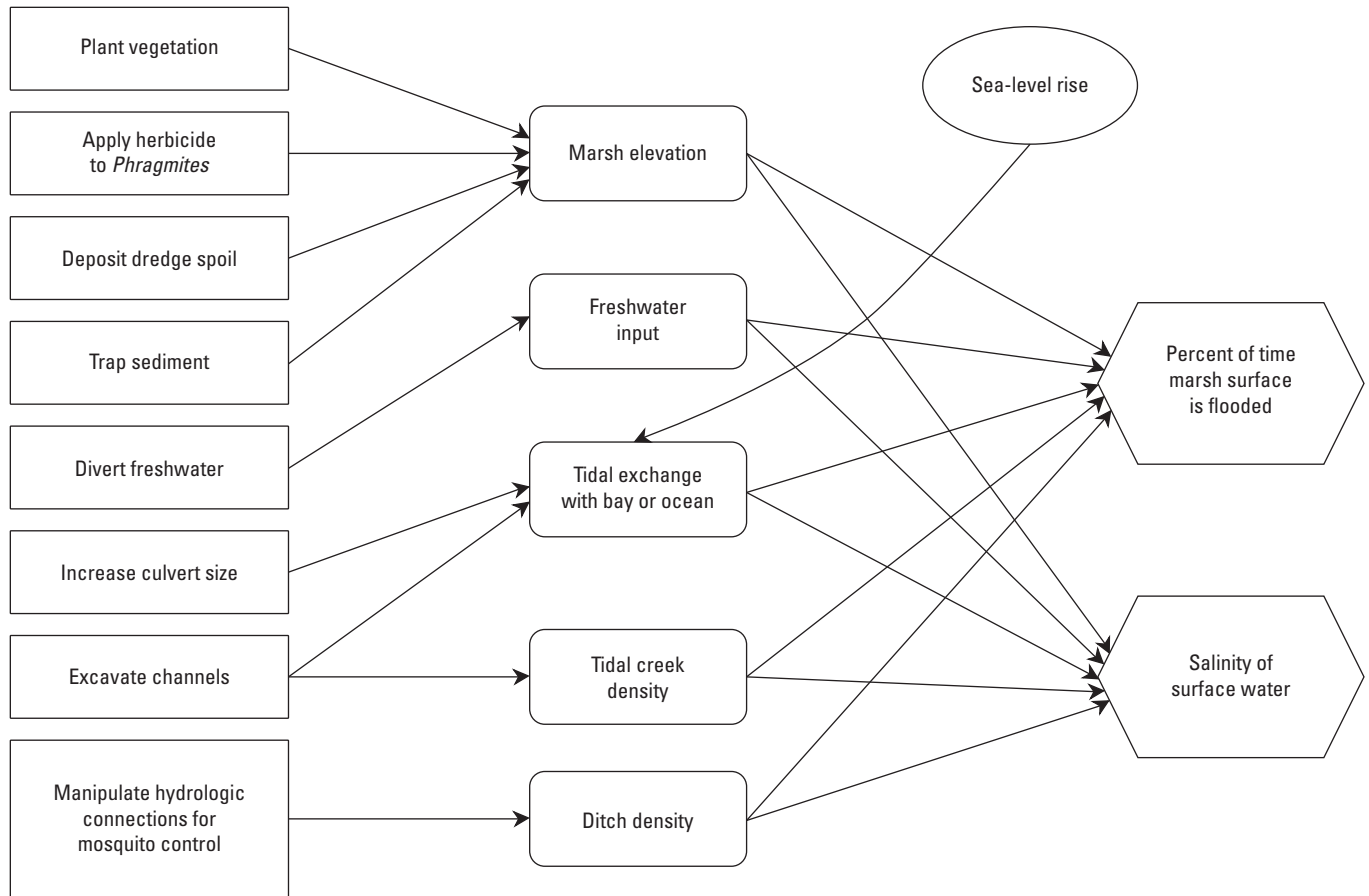 Plant vegetation
Apply herbicide
to Phragmites
Deposit dredge spoil
Trap sediment
Divert freshwater
Increase culvert size
Excavate channels
Manipulate hydrologic
connections for
mosquito control
Marsh elevation
Freshwater
input
Tidal exchange
with bay or ocean
Tidal creek
density
Ditch density
Sea-level rise
Percent of time
marsh surface
is flooded
Salinity of
surface water